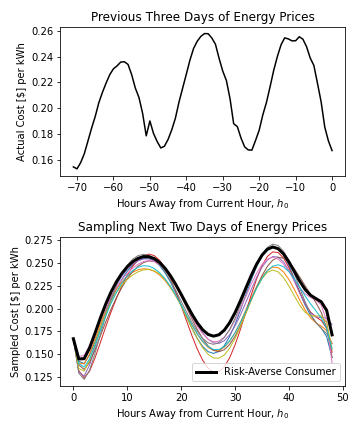 Previous Three Days of Energy Prices
0.26
0.24
0.22
0.20
0.18
0.16
Actual Cost [$] per kWh
−70 −60 −50 −40 −30 −20 −10 0
Hours Away from Current Hour, h₀
Sampling Next Two Days of Energy Prices
0.275
0.250
0.225
0.200
0.175
0.150
0.125
Sampled Cost [$] per kWh
Risk-Averse Consumer
0 10 20 30 40 50
Hours Away from Current Hour, h₀